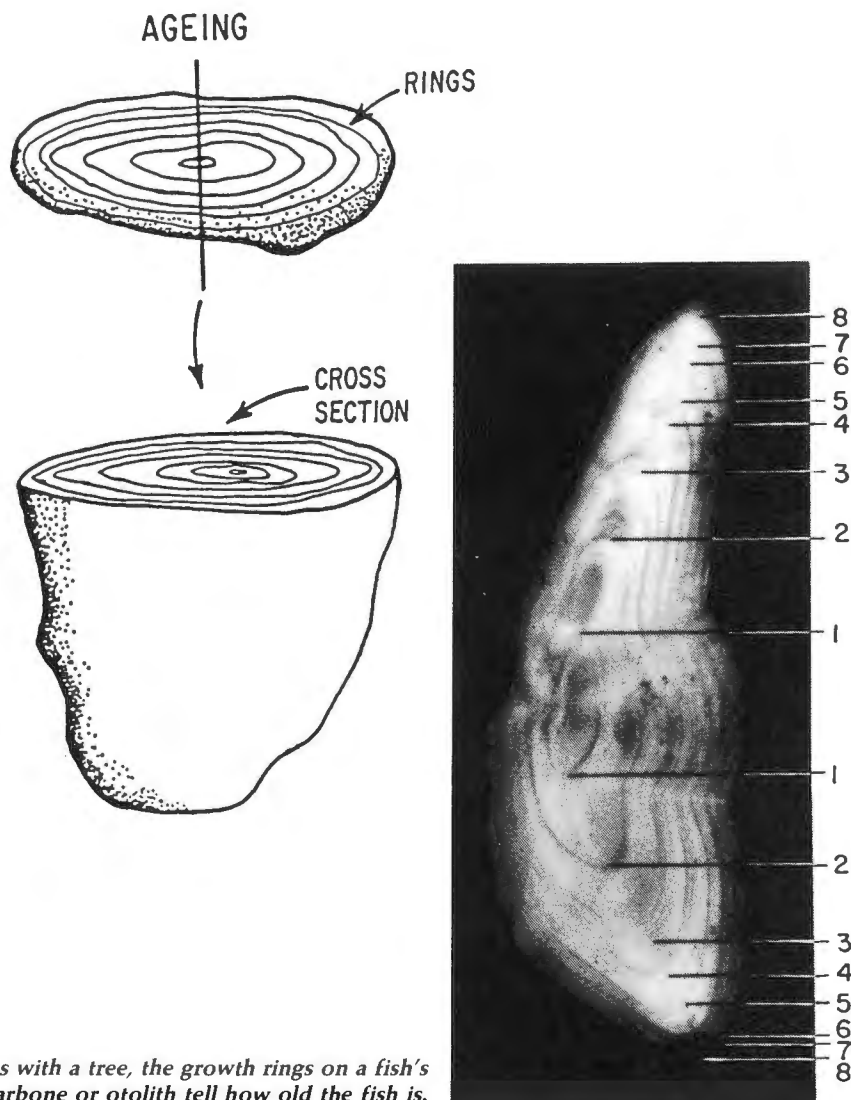 AGEING
RINGS
CROSS
SECTION
8
7
6
5
4
3
2
1
1
2
3
4
5
6
7
8
s with a tree, the growth rings on a fish's
arbone or otolith tell how old the fish is.